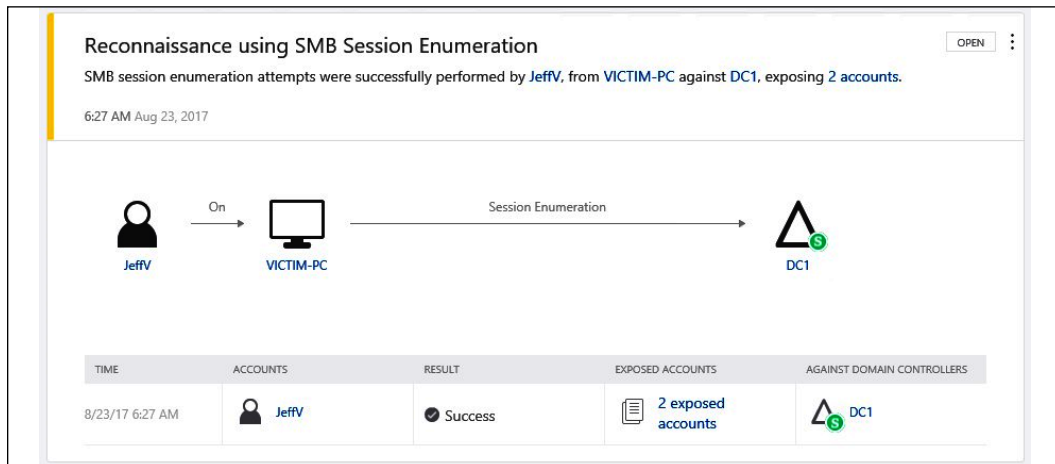 Reconnaissance using SMB Session Enumeration
OPEN
SMB session enumeration attempts were successfully performed by JeffV, from VICTIM-PC against DC1, exposing 2 accounts.
6:27 AM Aug 23, 2017
On
Session Enumeration
S
JeffV
VICTIM-PC
DC1
TIME ACCOUNTS RESULT EXPOSED ACCOUNTS AGAINST DOMAIN CONTROLLERS
8/23/17 6:27 AM JeffV Success 2 exposed accounts S DC1